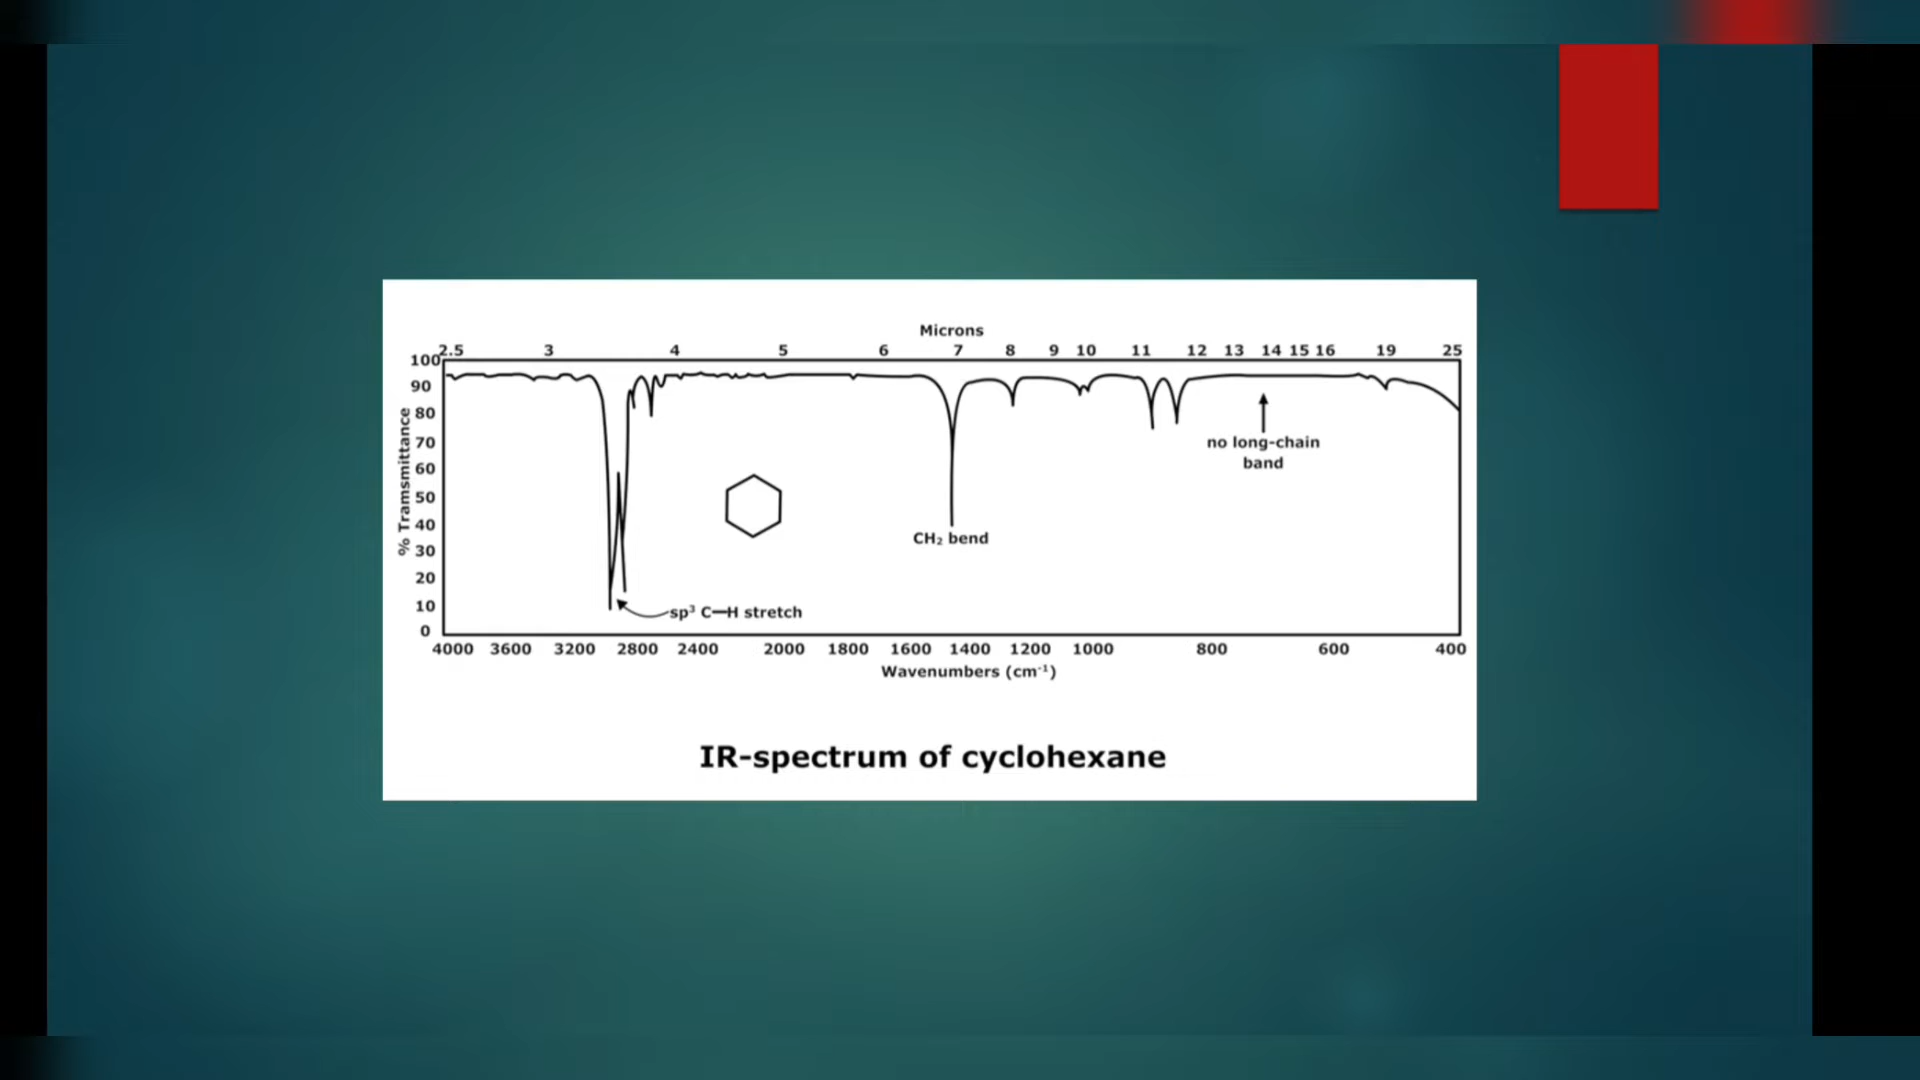 Microns
2.5 3 4 5 6 7 8 9 10 11 12 13 14 15 16 19 25
100
90
80
70
60
50
40
30
20
10
0
% Tramsmittance
no long-chain
band
CH₂ bend
sp³ C—H stretch
4000 3600 3200 2800 2400 2000 1800 1600 1400 1200 1000 800 600 400
Wavenumbers (cm⁻¹)
IR-spectrum of cyclohexane